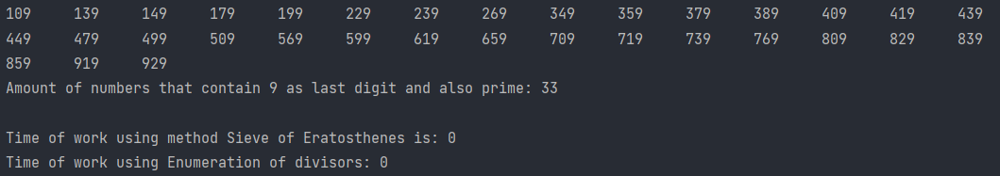 109 139 149 179 199 229 239 269 349 359 379 389 409 419 439
449 479 499 509 569 599 619 659 709 719 739 769 809 829 839
859 919 929
Amount of numbers that contain 9 as last digit and also prime: 33
Time of work using method Sieve of Eratosthenes is: 0
Time of work using Enumeration of divisors: 0